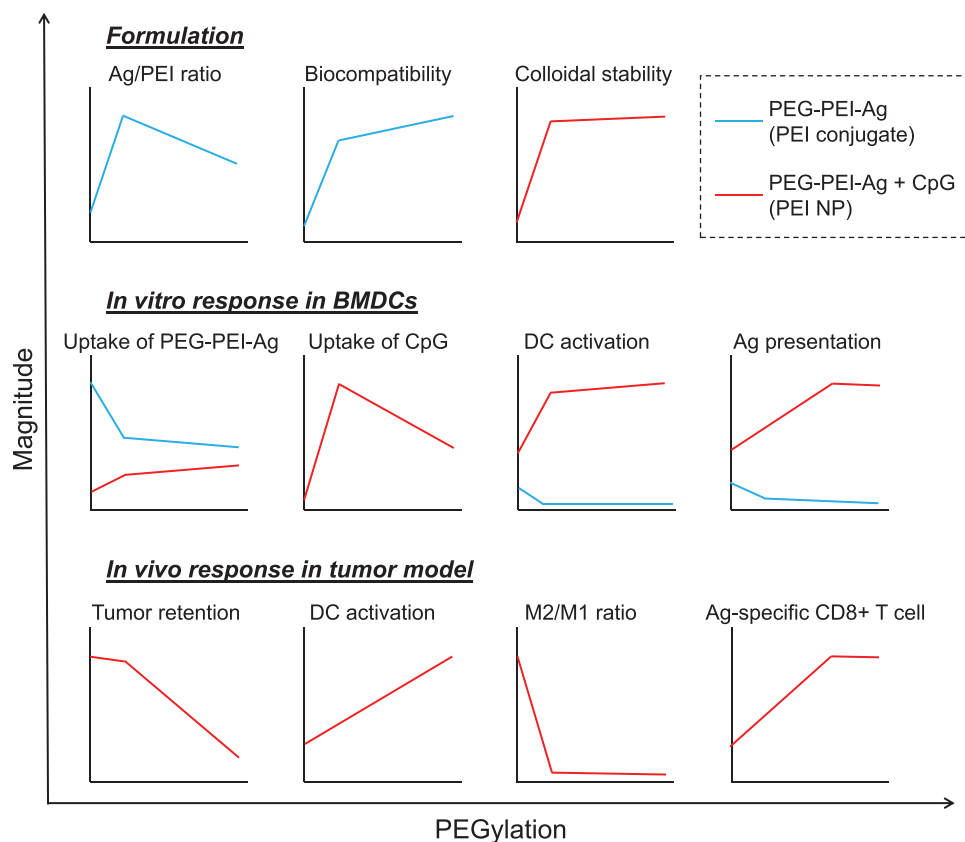 Formulation
Ag/PEI ratio
Biocompatibility
Colloidal stability
PEG-PEI-Ag
(PEI conjugate)
PEG-PEI-Ag + CpG
(PEI NP)
In vitro response in BMDCs
Uptake of PEG-PEI-Ag
Uptake of CpG
DC activation
Ag presentation
Magnitude
In vivo response in tumor model
Tumor retention
DC activation
M2/M1 ratio
Ag-specific CD8+ T cell
PEGylation